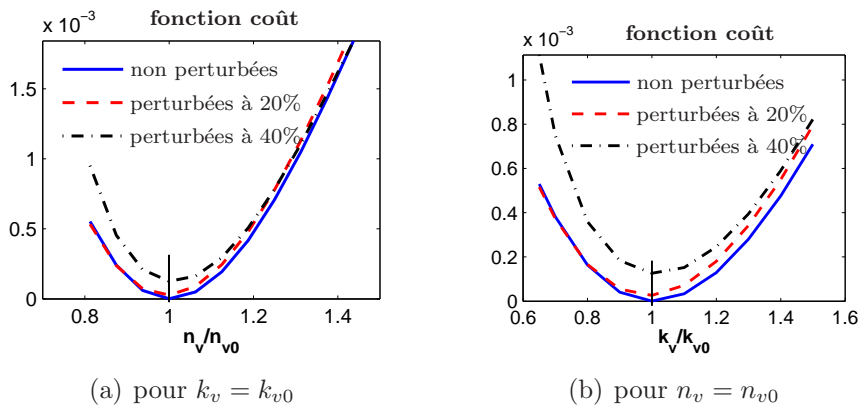 fonction coût
x 10⁻³
non perturbées
perturbées à 20%
perturbées à 40%
1.5
1
0.5
0
0.8
1
1.2
1.4
n_v/n_v0
(a) pour k_v = k_v0
fonction coût
x 10⁻³
non perturbées
perturbées à 20%
perturbées à 40%
1
0.8
0.6
0.4
0.2
0
0.6
0.8
1
1.2
1.4
1.6
k_v/k_v0
(b) pour n_v = n_v0